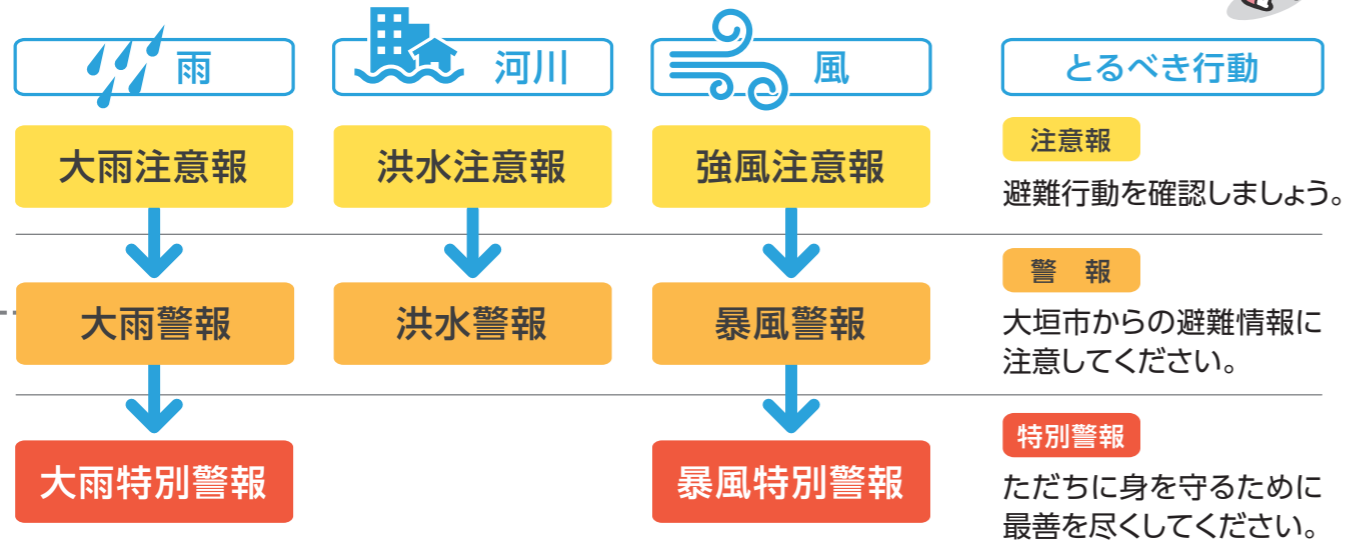 雨
河川
風
とるべき行動
大雨注意報
洪水注意報
強風注意報
注意報
避難行動を確認しましょう。
大雨警報
洪水警報
暴風警報
警 報
大垣市からの避難情報に
注意してください。
大雨特別警報
暴風特別警報
特別警報
ただちに身を守るために
最善を尽くしてください。